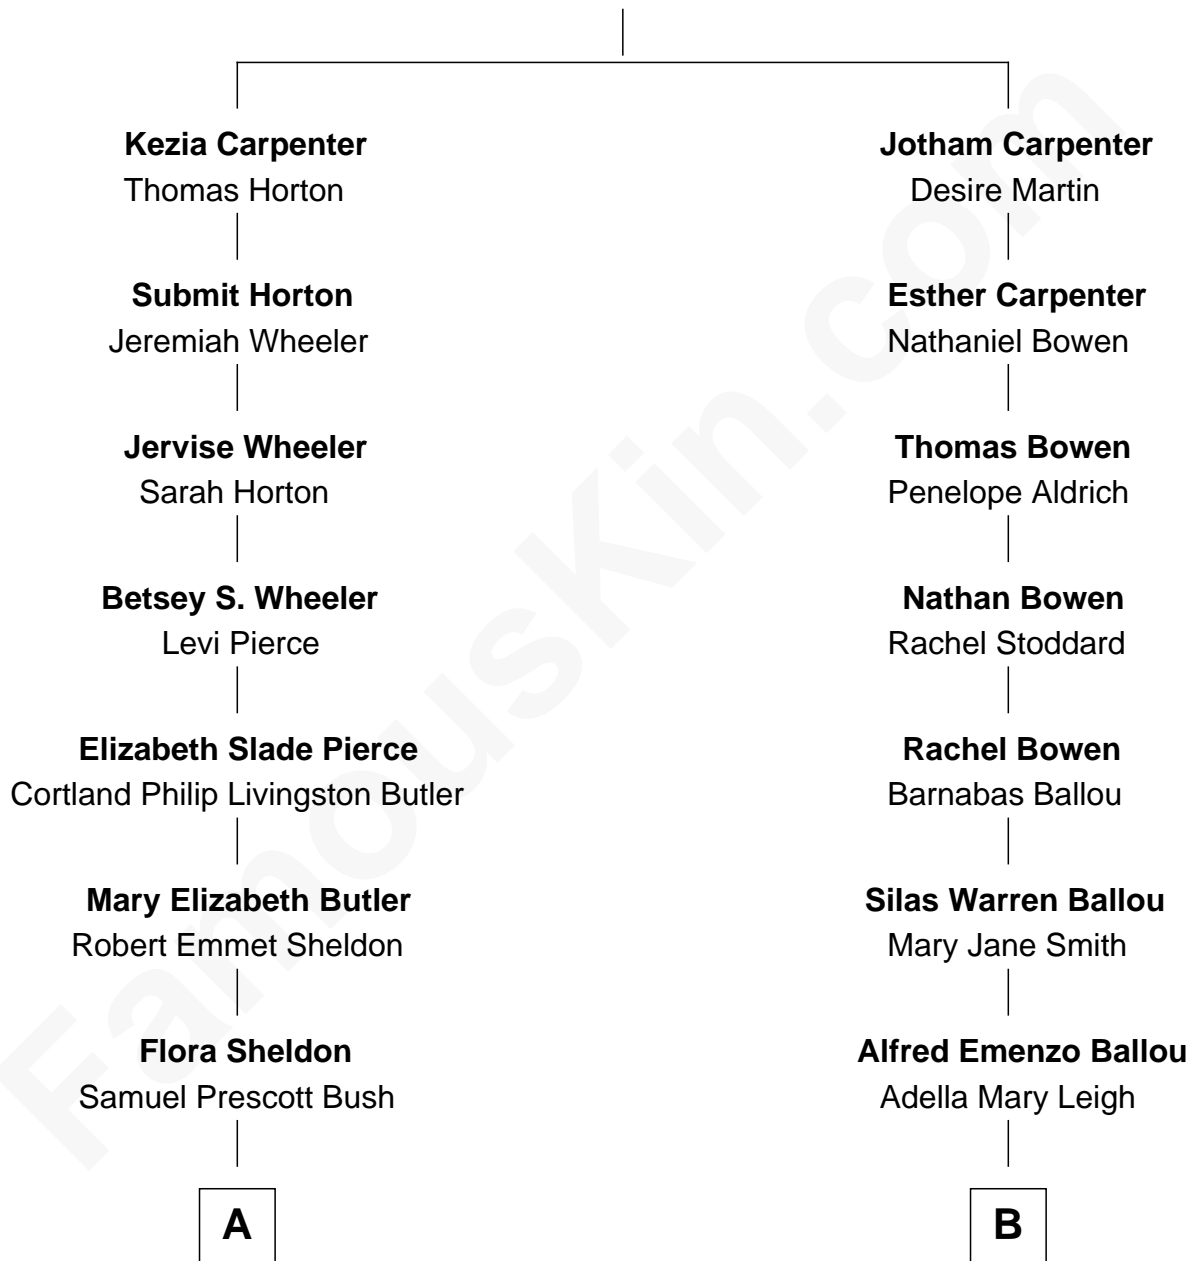 Kezia Carpenter
Thomas Horton
Submit Horton
Jeremiah Wheeler
Jervise Wheeler
Sarah Horton
Betsey S. Wheeler
Levi Pierce
Elizabeth Slade Pierce
Cortland Philip Livingston Butler
Mary Elizabeth Butler
Robert Emmet Sheldon
Flora Sheldon
Samuel Prescott Bush
A
Jotham Carpenter
Desire Martin
Esther Carpenter
Nathaniel Bowen
Thomas Bowen
Penelope Aldrich
Nathan Bowen
Rachel Stoddard
Rachel Bowen
Barnabas Ballou
Silas Warren Ballou
Mary Jane Smith
Alfred Emenzo Ballou
Adella Mary Leigh
B
FamousKin.com